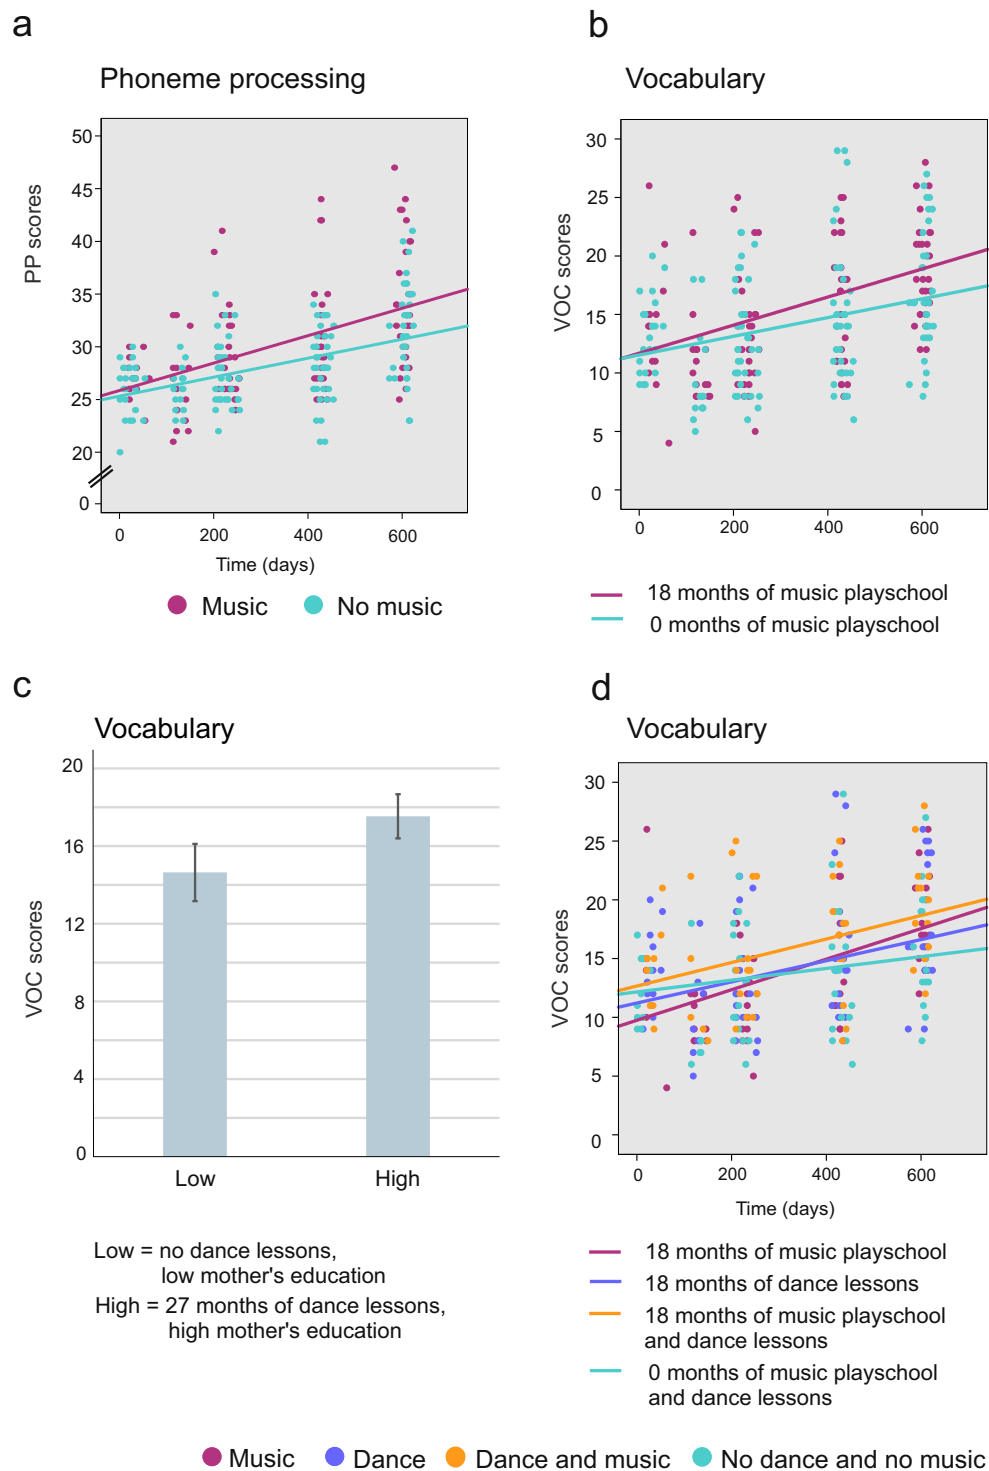 a
Phoneme processing
PP scores
50
45
40
35
30
25
20
0
0 200 400 600
Time (days)
Music No music
b
Vocabulary
VOC scores
30
25
20
15
10
5
0
0 200 400 600
18 months of music playschool
0 months of music playschool
c
Vocabulary
VOC scores
20
16
12
8
4
0
Low High
Low = no dance lessons,
low mother's education
High = 27 months of dance lessons,
high mother's education
d
Vocabulary
VOC scores
30
25
20
15
10
5
0
0 200 400 600
Time (days)
18 months of music playschool
18 months of dance lessons
18 months of music playschool
and dance lessons
0 months of music playschool
and dance lessons
Music Dance Dance and music No dance and no music